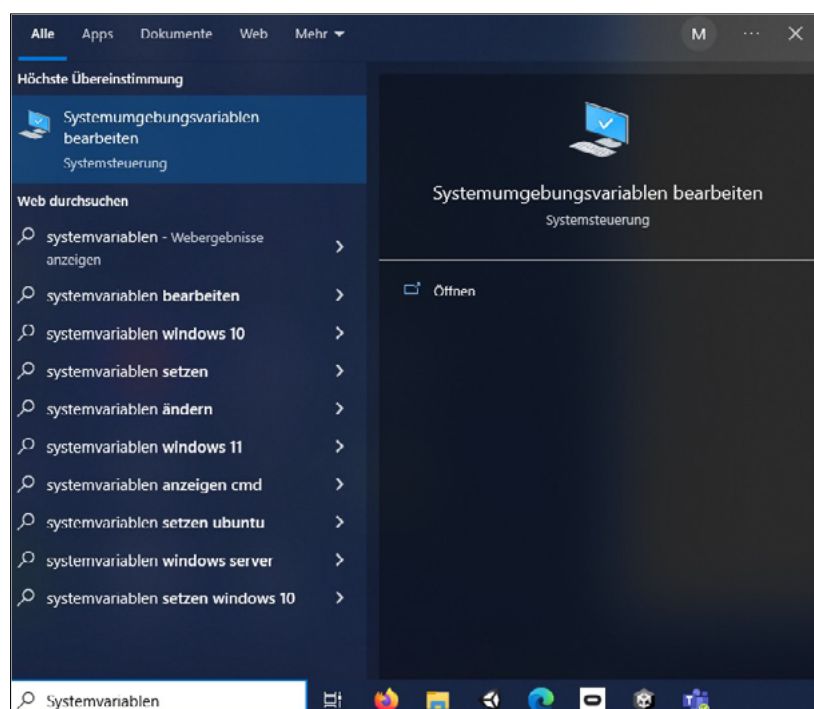 Alle Apps Dokumente Web Mehr
M ...
Höchste Übereinstimmung
Systemumgebungsvariablen
bearbeiten
Systemsteuerung
Web durchsuchen
systemvariablen - Webergebnisse
anzeigen
systemvariablen bearbeiten
systemvariablen windows 10
systemvariablen setzen
systemvariablen ändern
systemvariablen windows 11
systemvariablen anzeigen cmd
systemvariablen setzen ubuntu
systemvariablen windows server
systemvariablen setzen windows 10
Systemumgebungsvariablen bearbeiten
Systemsteuerung
Öffnen
Systemvariablen